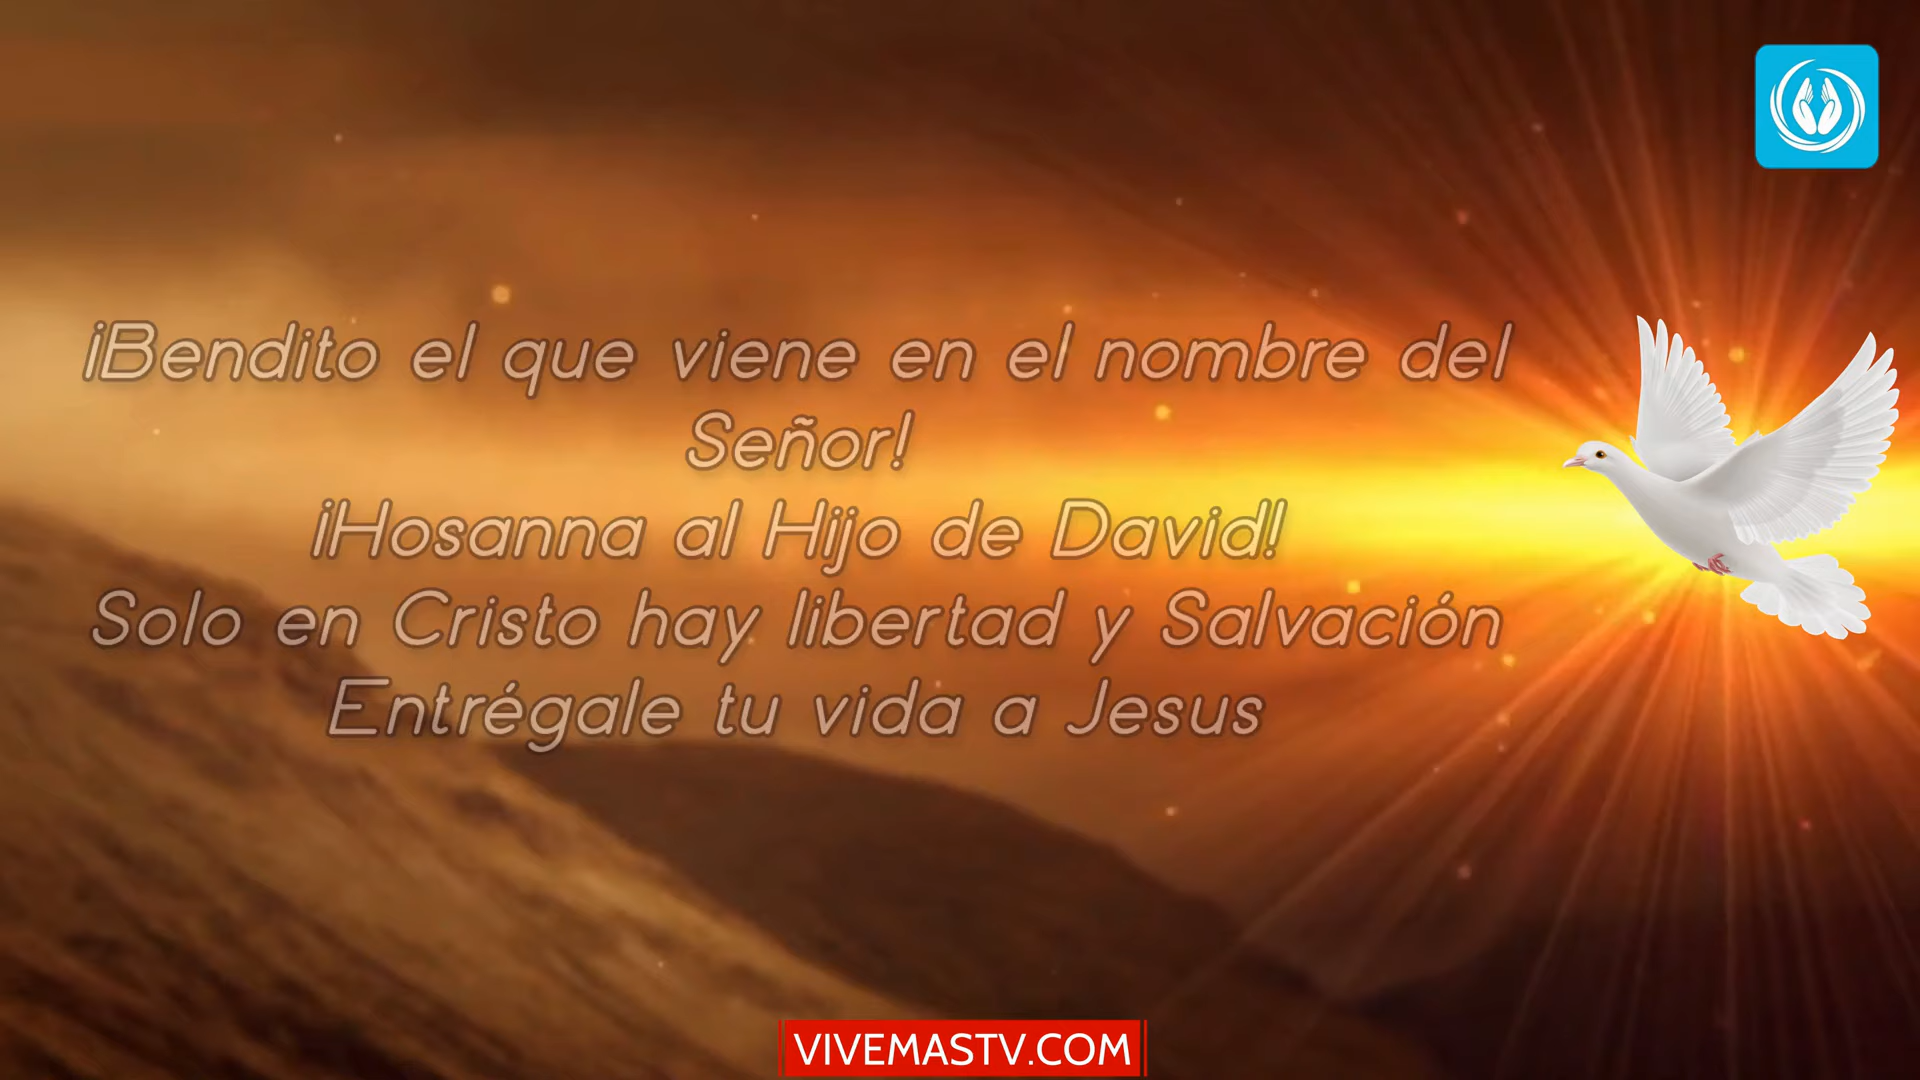 ¡Bendito el que viene en el nombre del
Señor!
¡Hosanna al Hijo de David!
Solo en Cristo hay libertad y Salvación
Entrégale tu vida a Jesus
VIVEMASTV.COM